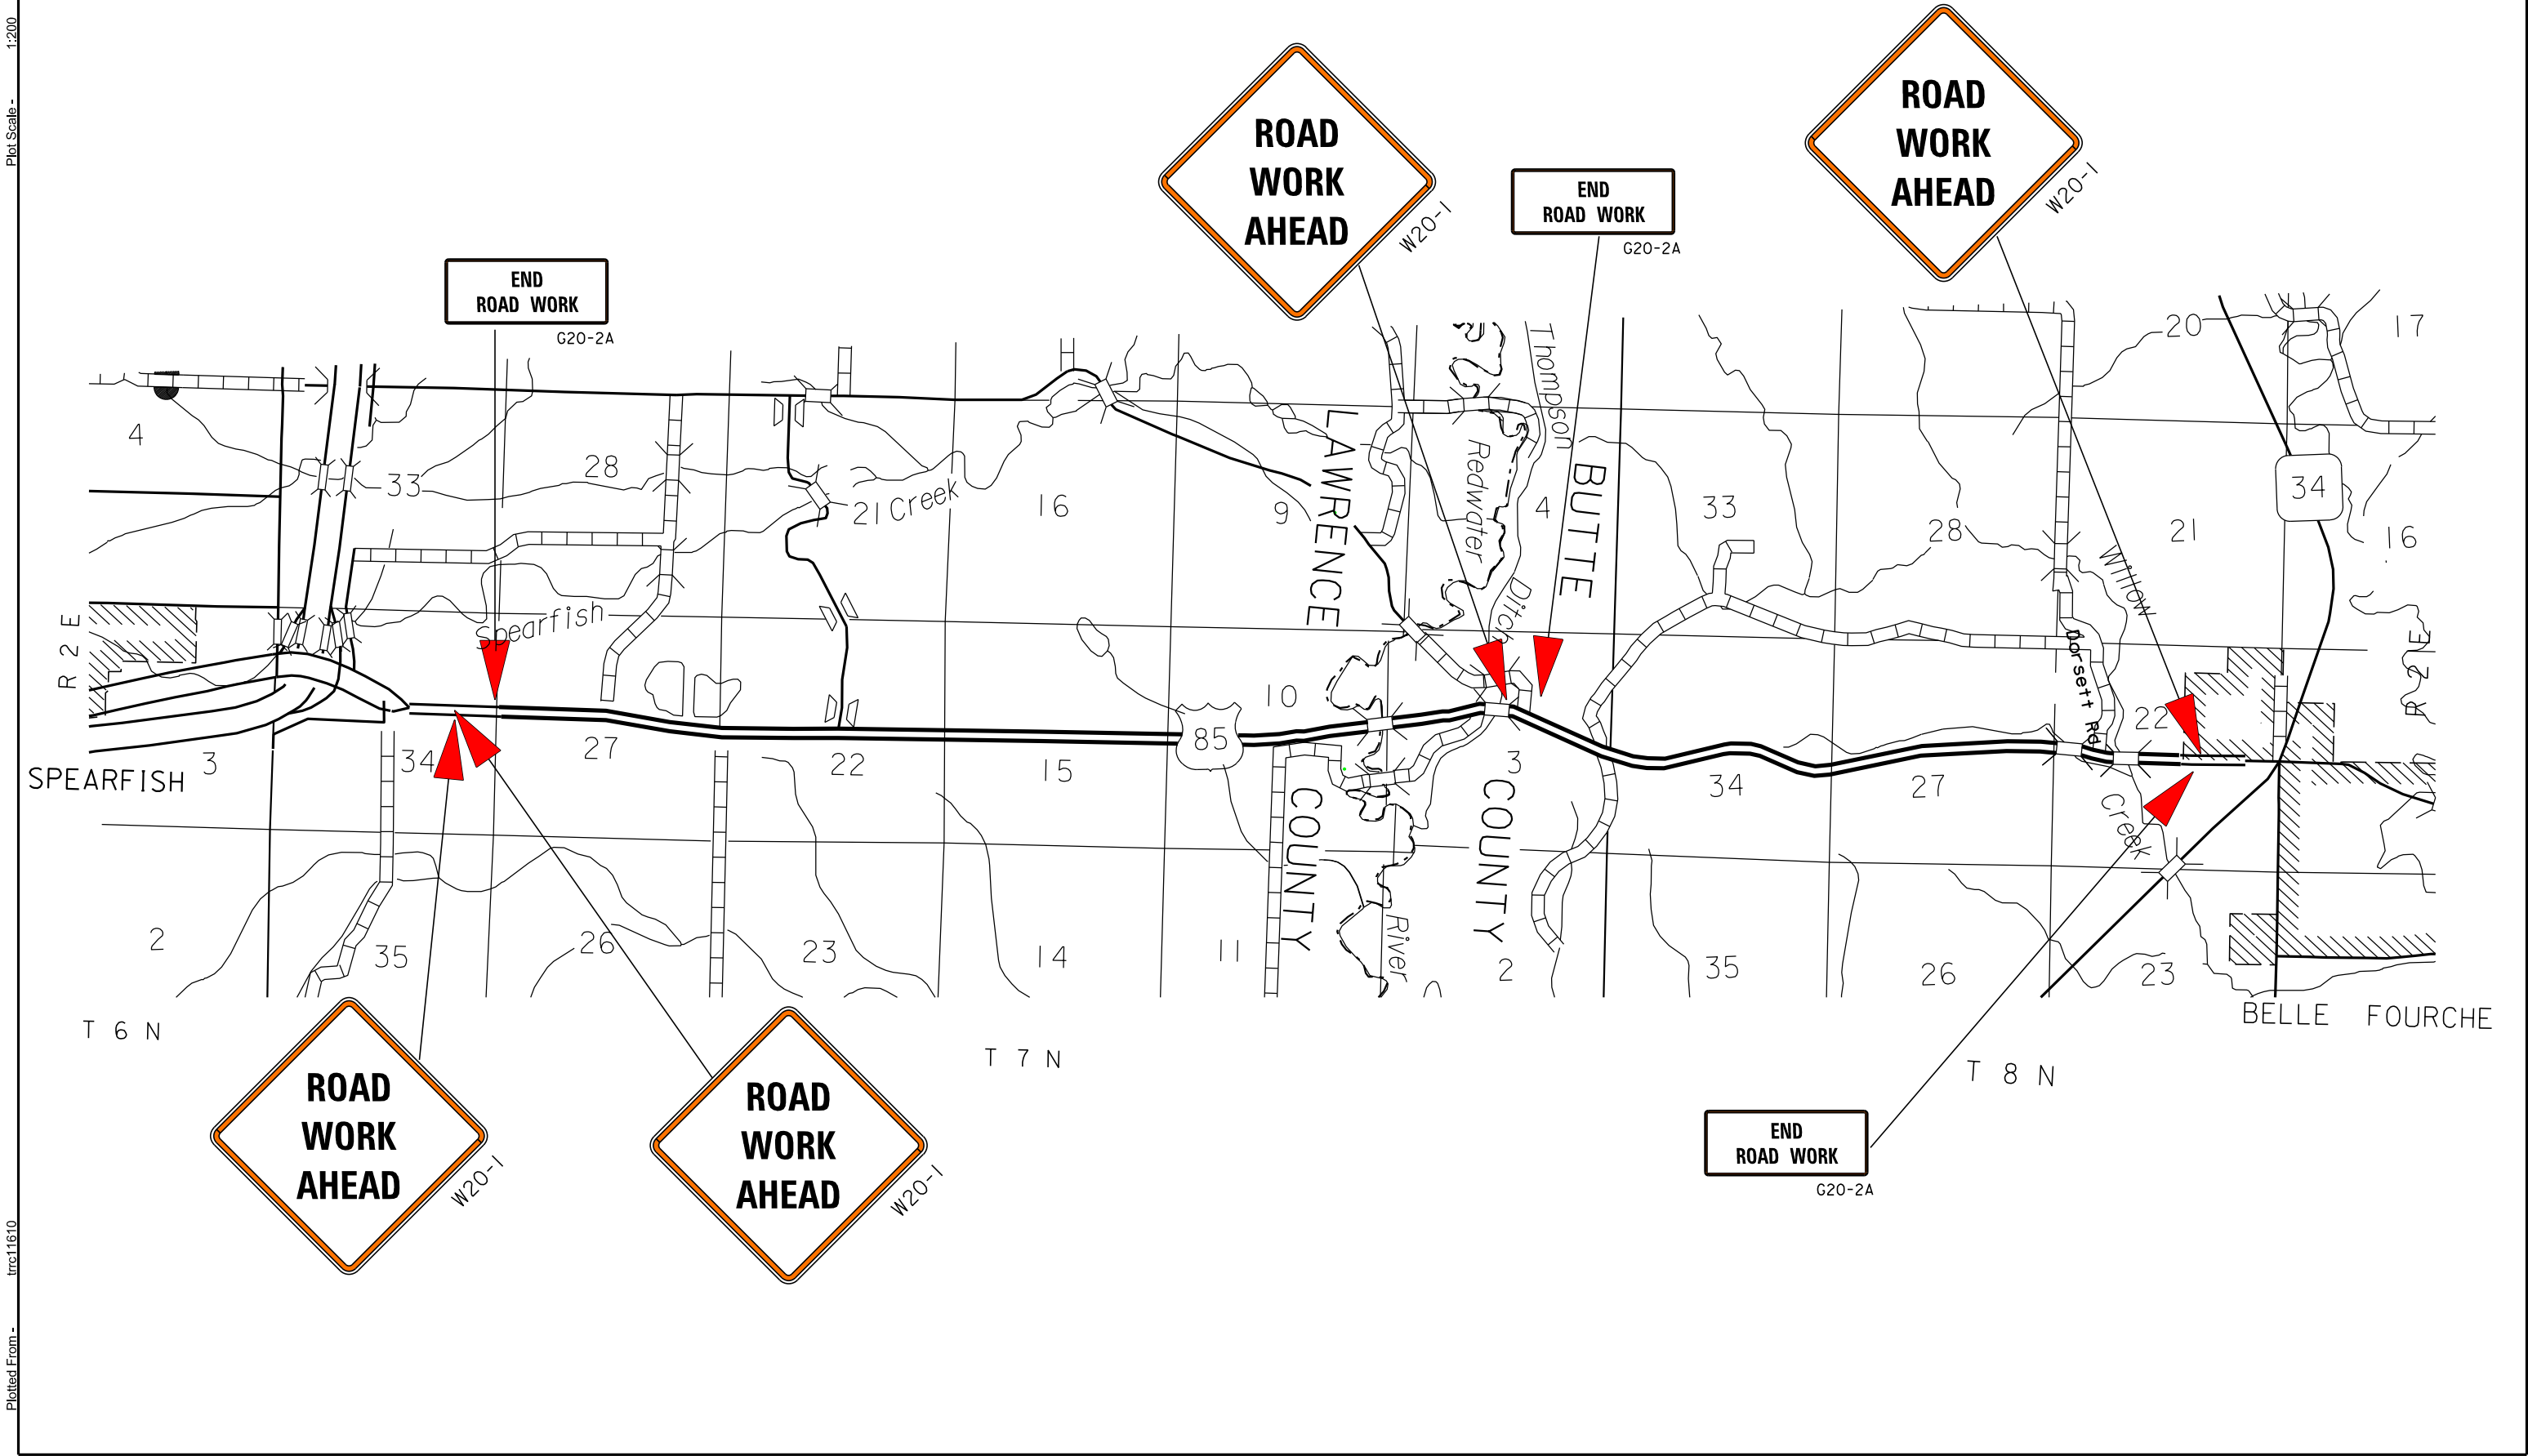 Plot Scale - 1:200
ROAD
WORK
AHEAD
W20-1
ROAD
WORK
AHEAD
W20-1
END
ROAD WORK
G20-2A
END
ROAD WORK
G20-2A
20
17
Thompson
4
33
28
21
Creek
16
9
LAWRENCE
Redwater
4
BUTTE
33
28
21
34
16
R 2 E
Spearfish
Ditch
Willow
Dorsett Rd
R 2 E
SPEARFISH
3
34
27
22
15
85
10
3
34
27
22
COUNTY
COUNTY
Creek
2
35
26
23
14
11
River
2
35
26
23
BELLE FOURCHE
T 6 N
T 7 N
T 8 N
ROAD
WORK
AHEAD
W20-1
ROAD
WORK
AHEAD
W20-1
END
ROAD WORK
G20-2A
Plotted From - trrc11610